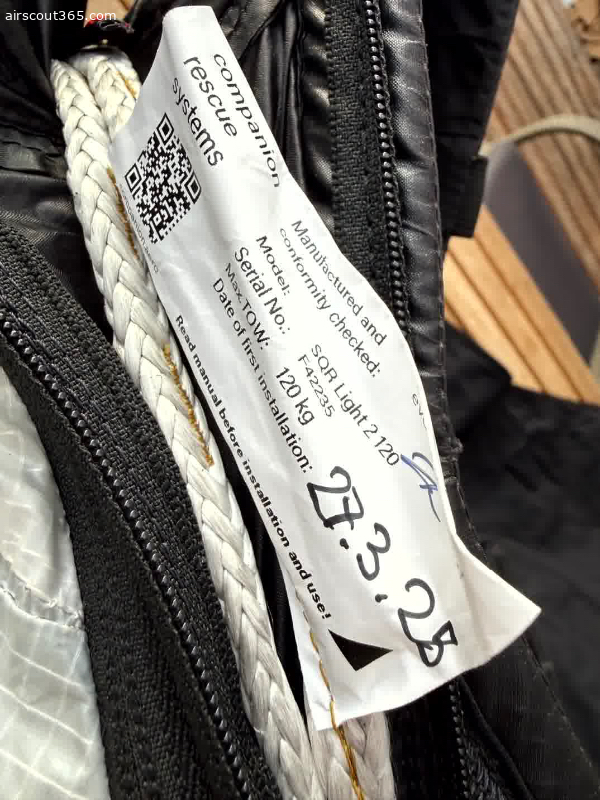 airscout365.com
companion
rescue
systems
Manufactured and
conformity checked:
Model: SQR Light 2 120
Serial No.: F42235
Max. TOW: 120 kg
Date of first installation:
27.3.
Read manual before installation and use!